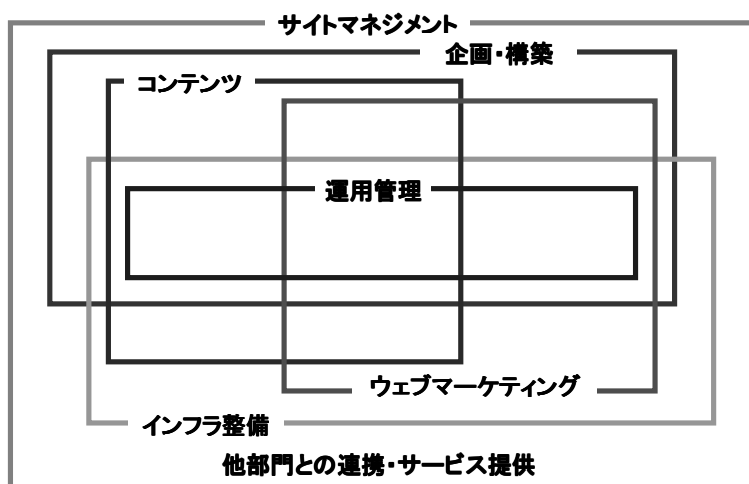 サイトマネジメント
企画・構築
コンテンツ
運用管理
ウェブマーケティング
インフラ整備
他部門との連携・サービス提供